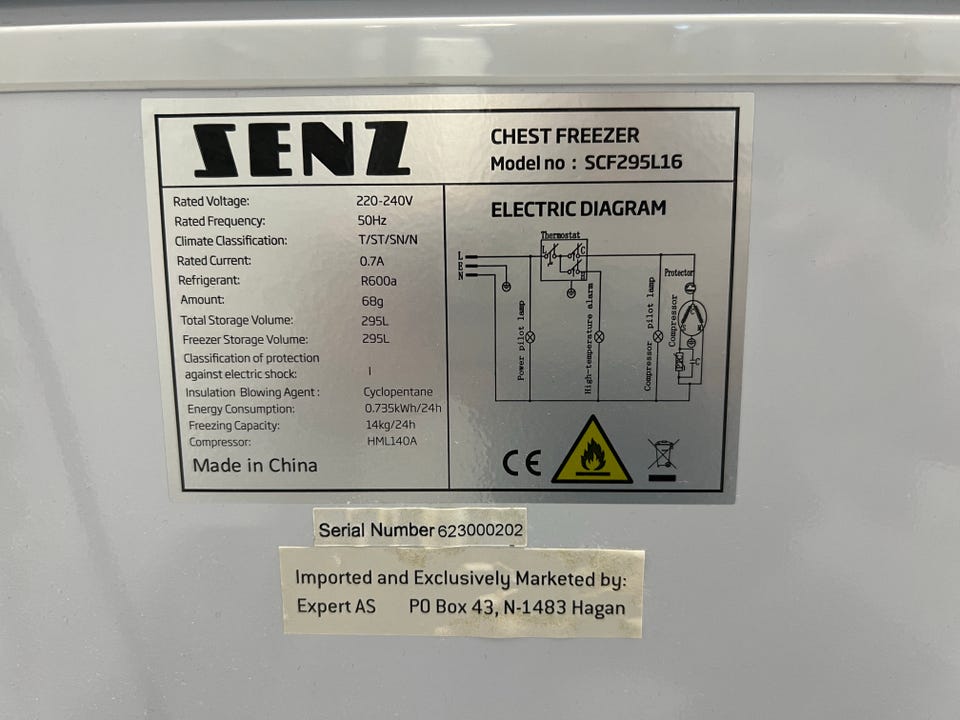 SENZ
CHEST FREEZER
Model no : SCF295L16
Rated Voltage: 220-240V
Rated Frequency: 50Hz
Climate Classification: T/ST/SN/N
Rated Current: 0.7A
Refrigerant: R600a
Amount: 68g
Total Storage Volume: 295L
Freezer Storage Volume: 295L
Classification of protection
against electric shock: I
Insulation Blowing Agent : Cyclopentane
Energy Consumption: 0.735kWh/24h
Freezing Capacity: 14kg/24h
Compressor: HML140A
Made in China
ELECTRIC DIAGRAM
Thermostat
L
C
H
L
E
N
Power pilot lamp
High-temperature alarm
Compressor pilot lamp
Protector
Compressor
PTC
C
CE
Serial Number 623000202
Imported and Exclusively Marketed by:
Expert AS PO Box 43, N-1483 Hagan